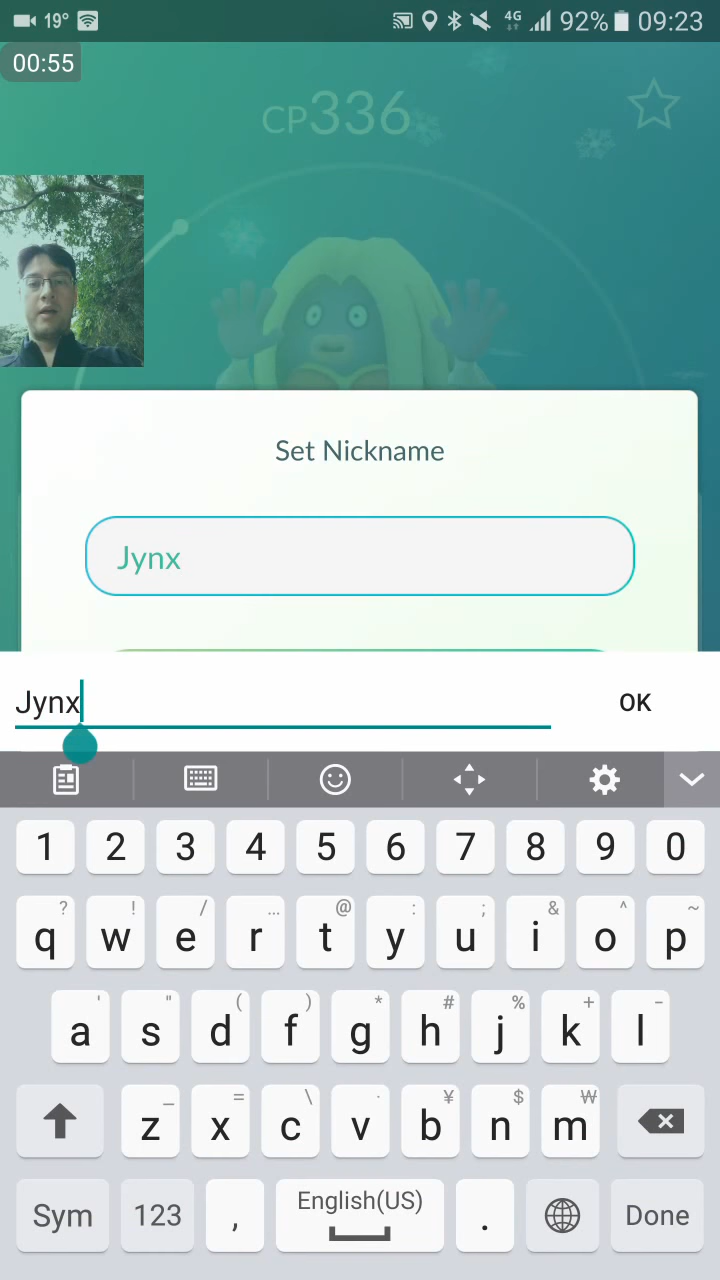 19° 4G 92% 09:23
00:55
CP336
Set Nickname
Jynx
Jynx OK
1 2 3 4 5 6 7 8 9 0
? ! / ... @ : ; & ^ ~
q w e r t y u i o p
' " ( ) * # % + -
a s d f g h j k l
_ = \ · ¥ $ ₩
z x c v b n m
Sym 123 , English(US) . Done